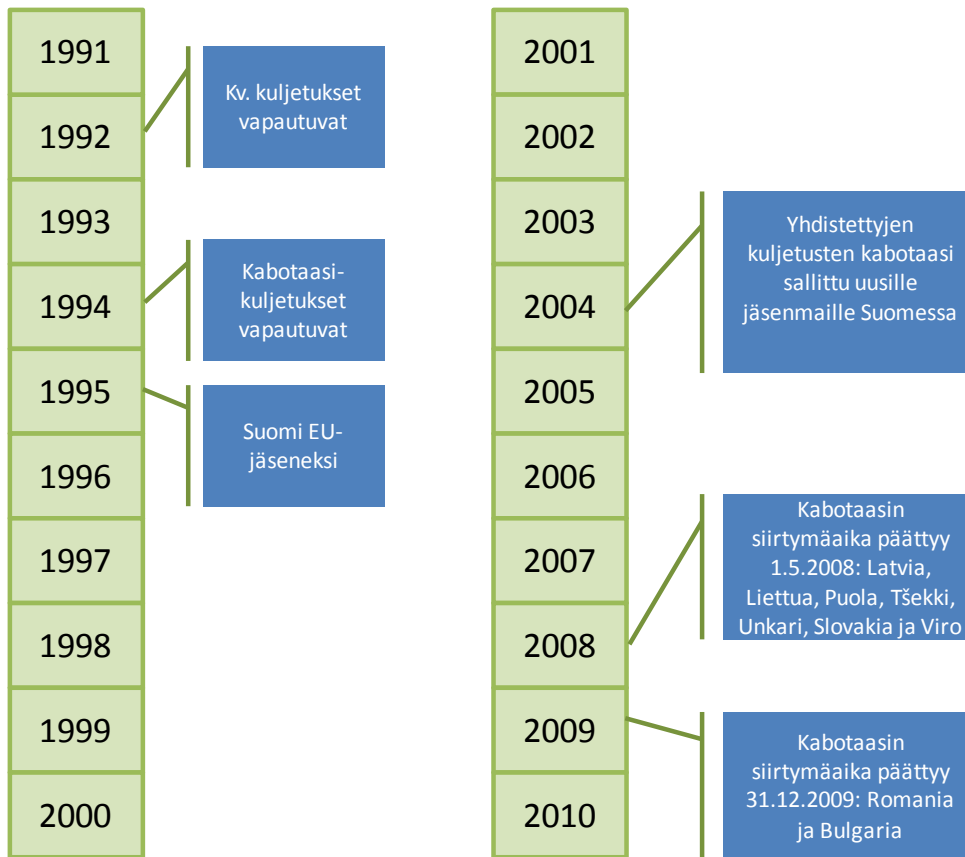 1991
1992
1993
1994
1995
1996
1997
1998
1999
2000
Kv. kuljetukset
vapautuvat
Kabotaasi-
kuljetukset
vapautuvat
Suomi EU-
jäseneksi
2001
2002
2003
2004
2005
2006
2007
2008
2009
2010
Yhdistettyjen
kuljetusten kabotaasi
sallittu uusille
jäsenmaille Suomessa
Kabotaasin
siirtymäaika päättyy
1.5.2008: Latvia,
Liettua, Puola, Tšekki,
Unkari, Slovakia ja Viro
Kabotaasin
siirtymäaika päättyy
31.12.2009: Romania
ja Bulgaria